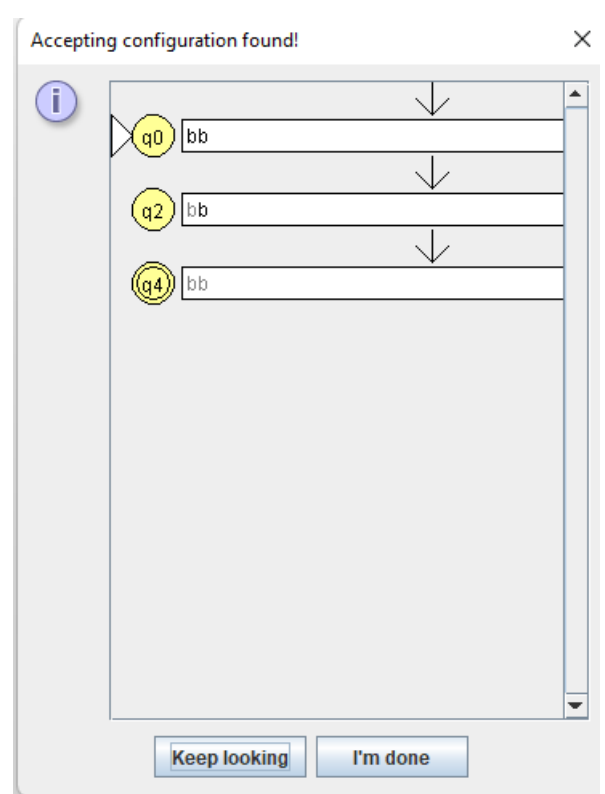 Accepting configuration found!
q0 bb
q2 bb
q4 bb
Keep looking I'm done